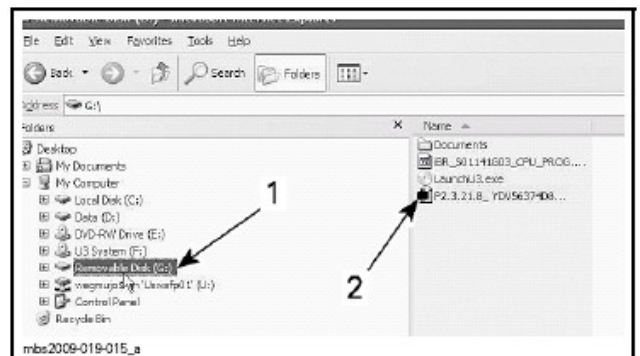 File Edit View Favorites Tools Help
Back Search Folders
Address G:\
Folders X Name
Desktop
My Documents
My Computer
Local Disk (C:)
Data (D:)
DVD-RW Drive (E:)
U3 System (F:)
Removable Disk (G:)
(U:)
Control Panel
Recycle Bin
Documents
LaunchU3.exe
1
2
mbs2009-019-015_a